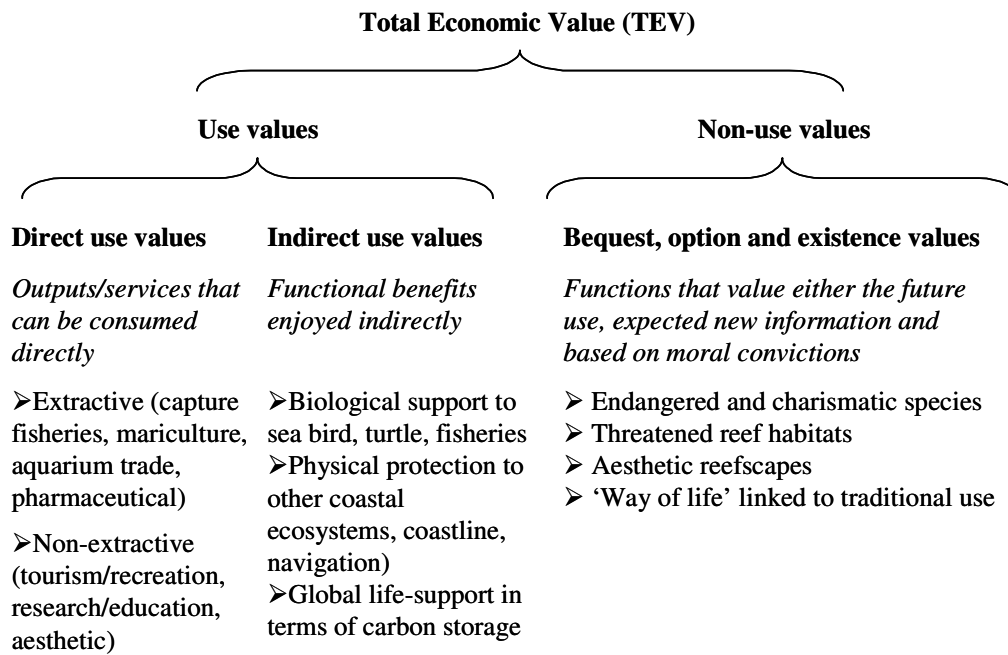 Total Economic Value (TEV)
Use values
Non-use values
Direct use values
Outputs/services that
can be consumed
directly
➢Extractive (capture
fisheries, mariculture,
aquarium trade,
pharmaceutical)
➢Non-extractive
(tourism/recreation,
research/education,
aesthetic)
Indirect use values
Functional benefits
enjoyed indirectly
➢Biological support to
sea bird, turtle, fisheries
➢Physical protection to
other coastal
ecosystems, coastline,
navigation)
➢Global life-support in
terms of carbon storage
Bequest, option and existence values
Functions that value either the future
use, expected new information and
based on moral convictions
➢ Endangered and charismatic species
➢ Threatened reef habitats
➢ Aesthetic reefscapes
➢ ‘Way of life’ linked to traditional use